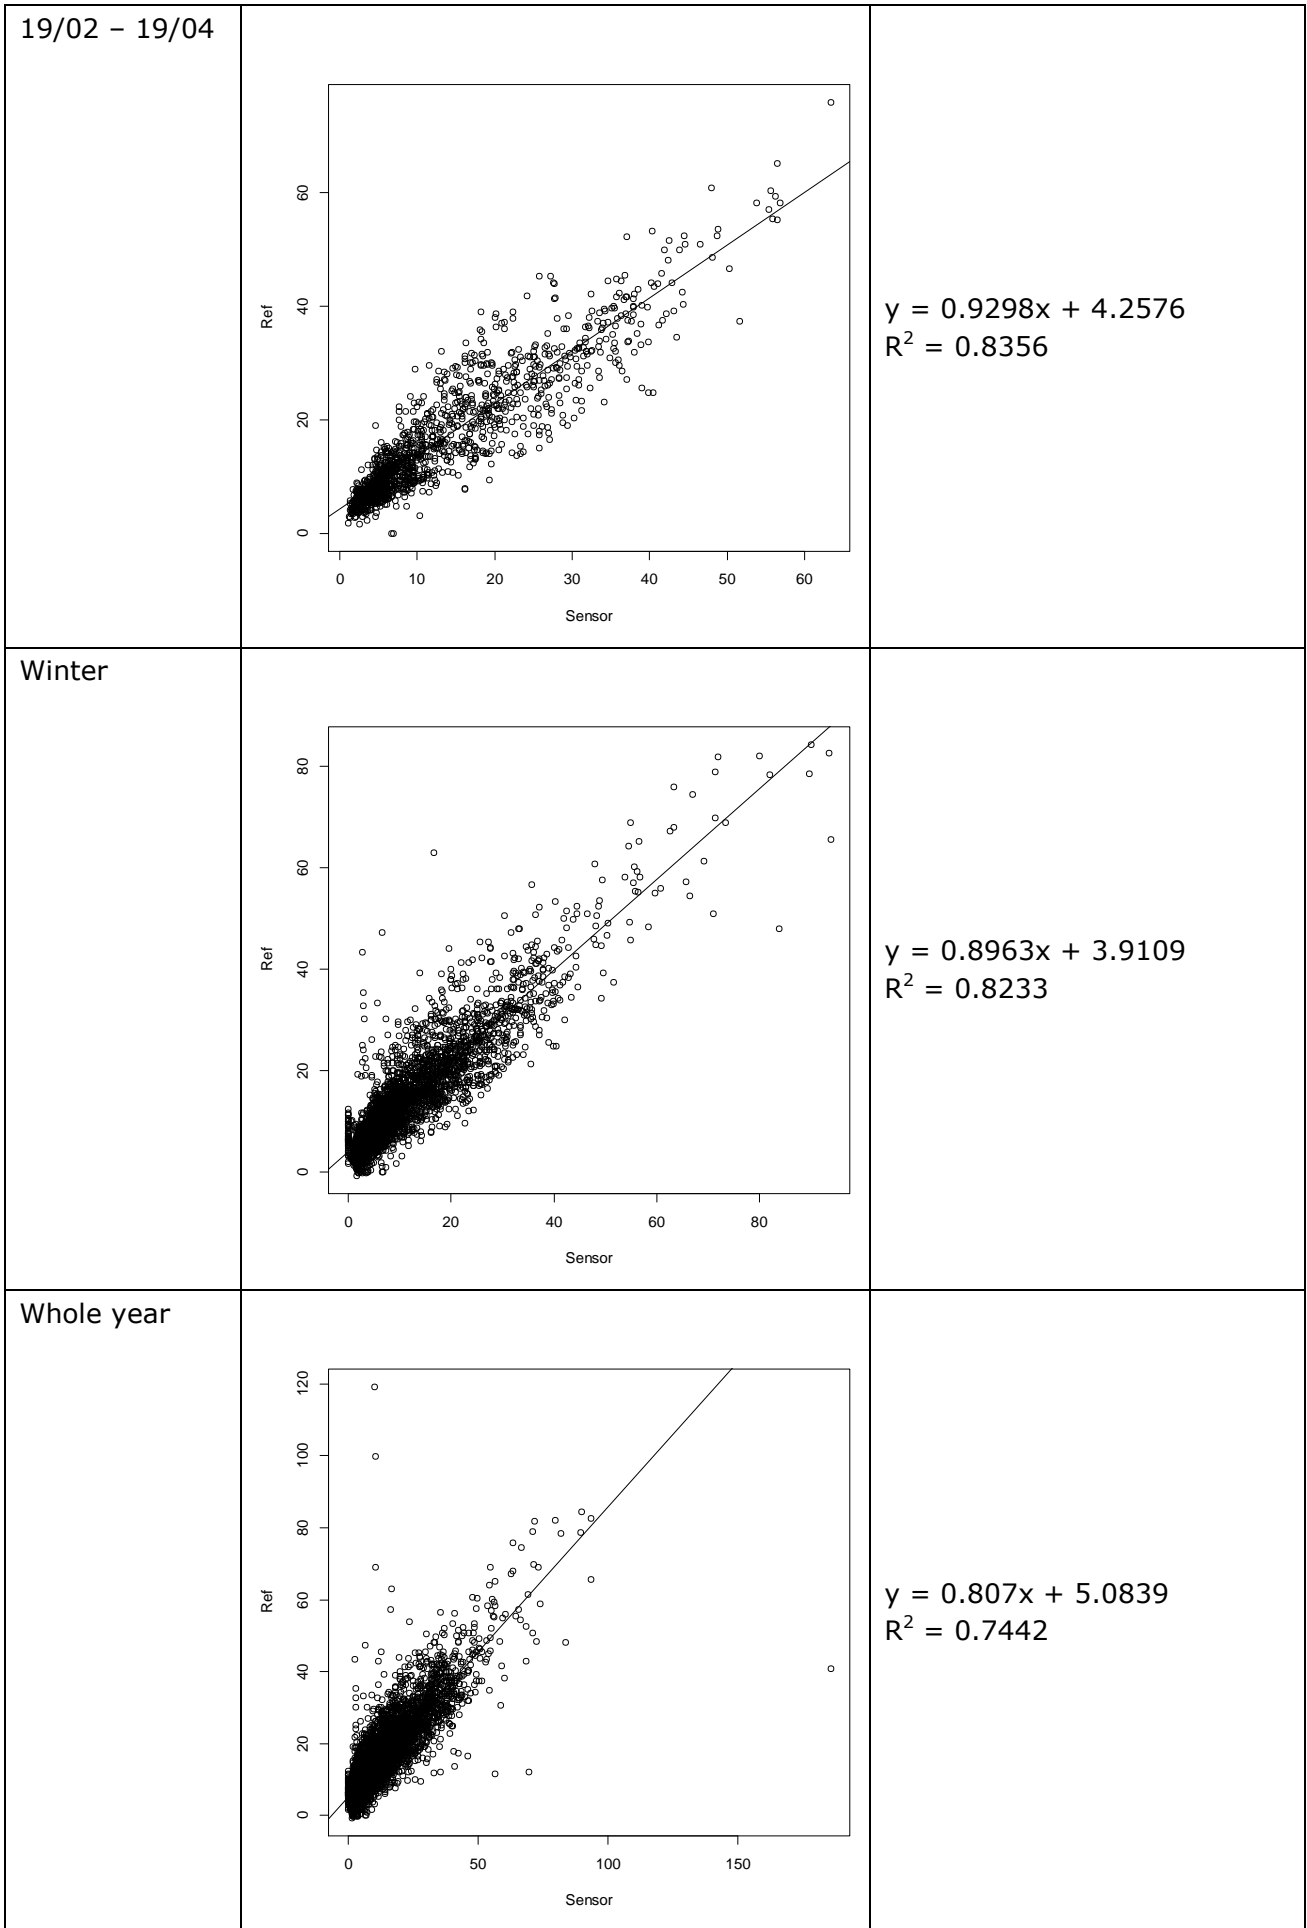 19/02 – 19/04
60
40
20
0
Ref
0 10 20 30 40 50 60
Sensor
y = 0.9298x + 4.2576
R² = 0.8356
Winter
80
60
40
20
0
Ref
0 20 40 60 80
Sensor
y = 0.8963x + 3.9109
R² = 0.8233
Whole year
120
100
80
60
40
20
0
Ref
0 50 100 150
Sensor
y = 0.807x + 5.0839
R² = 0.7442